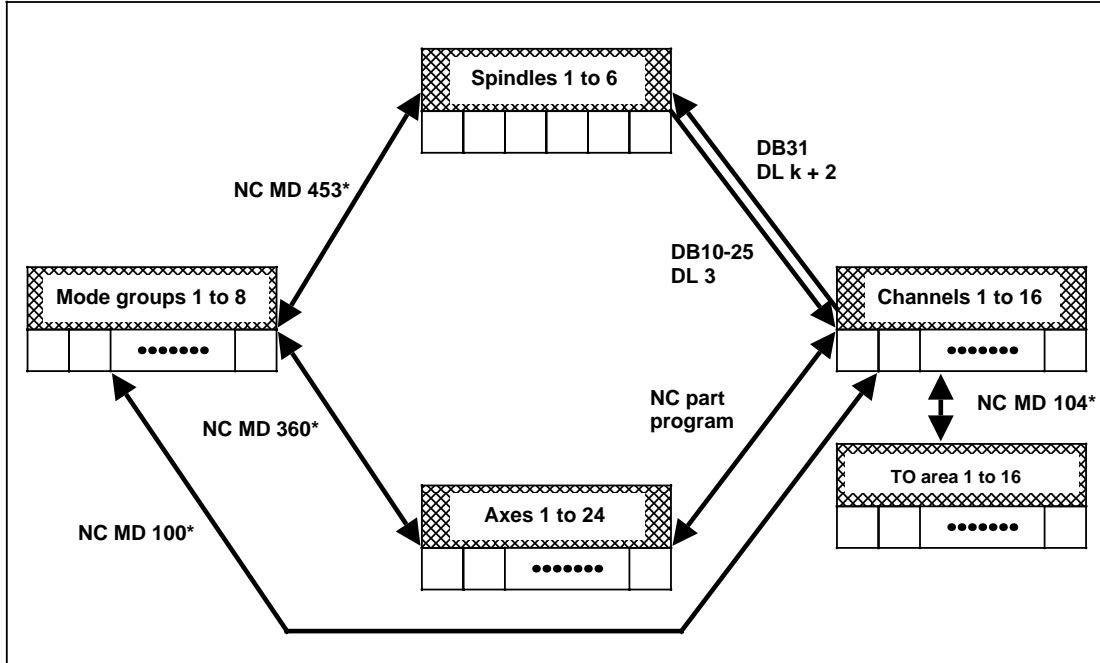 Spindles 1 to 6
DB31
DL k + 2
NC MD 453*
DB10-25
DL 3
Mode groups 1 to 8
Channels 1 to 16
NC part
program
NC MD 104*
NC MD 360*
TO area 1 to 16
Axes 1 to 24
NC MD 100*